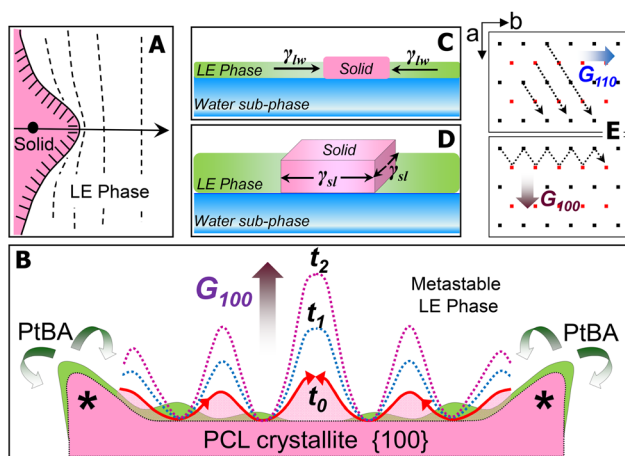 A
Solid
LE Phase
C
LE Phase
γlw
Solid
γlw
Water sub-phase
D
Solid
LE Phase
γsl
γsl
Water sub-phase
b
a
G110
E
G100
B
G100
t2
t1
t0
Metastable
LE Phase
PtBA
PtBA
*
*
PCL crystallite {100}